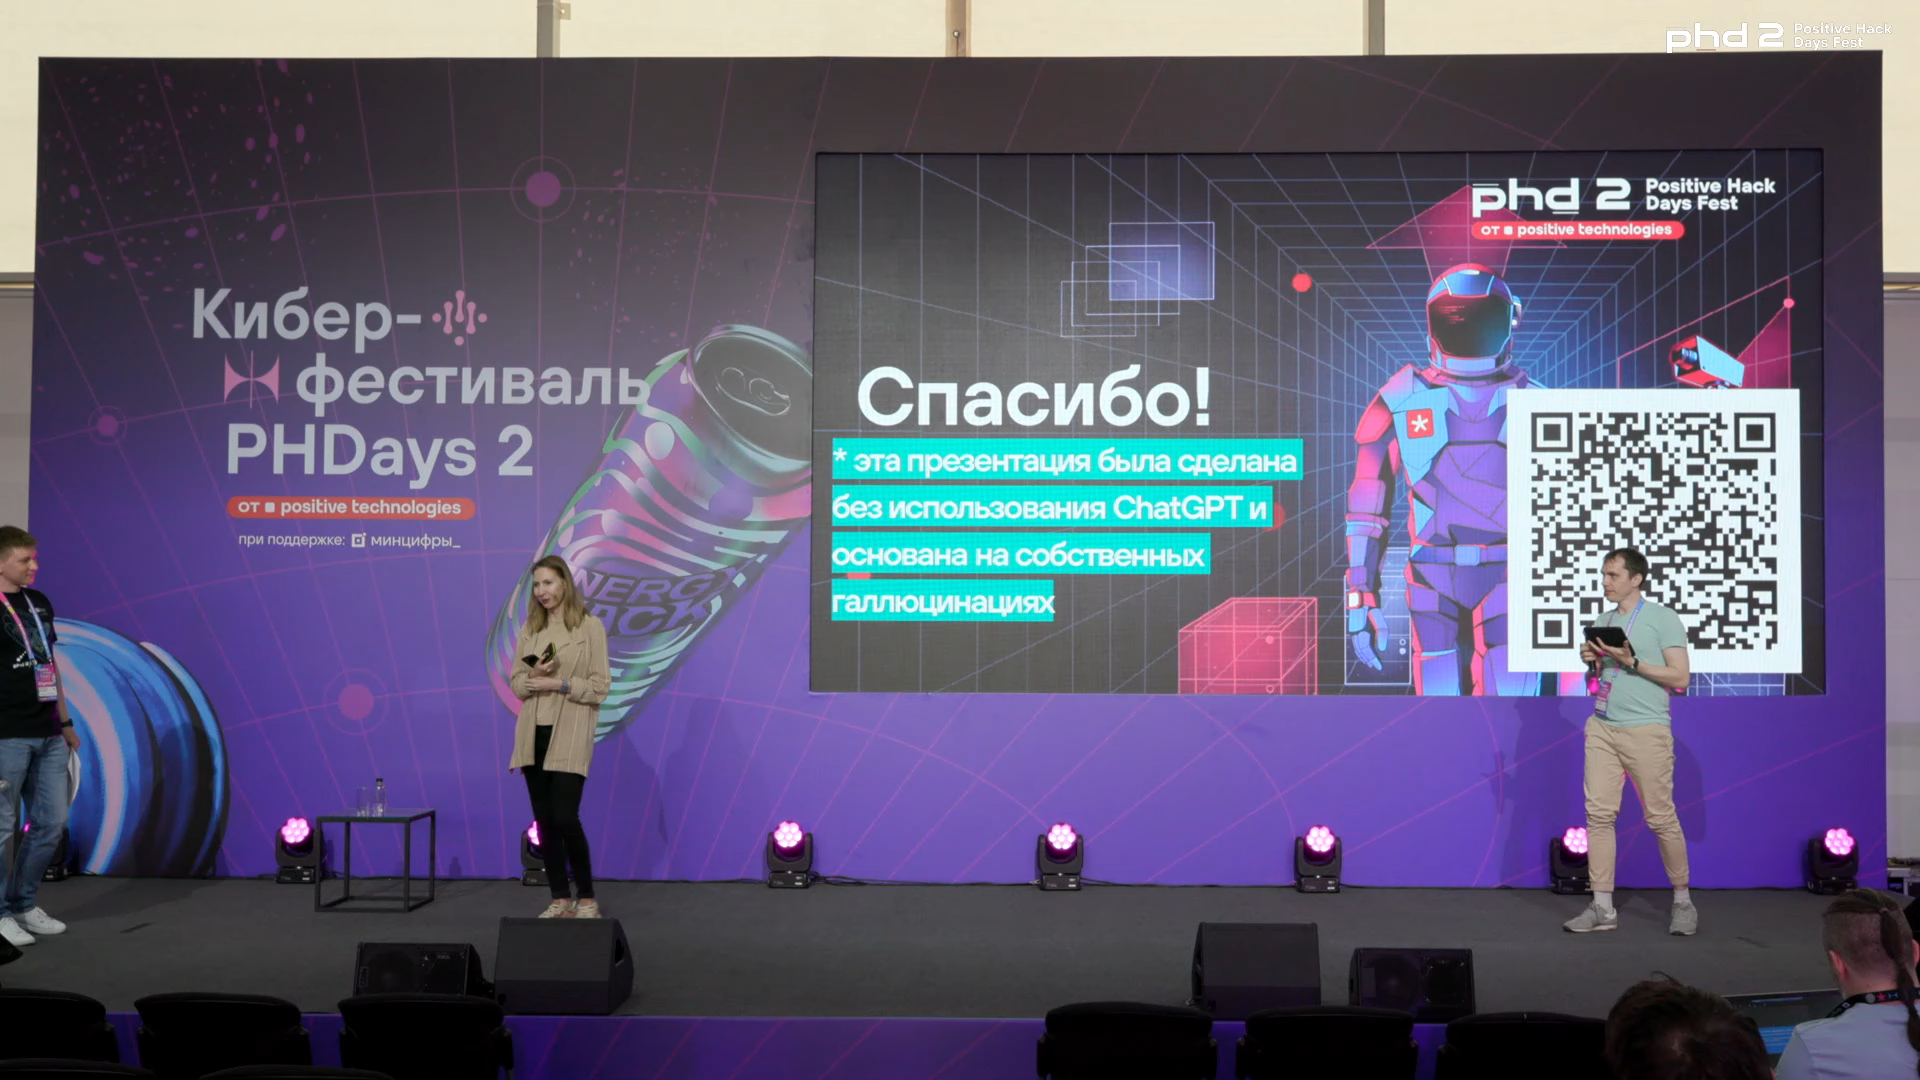 phd 2 Positive Hack
Days Fest
Кибер-
фестиваль
PHDays 2
от positive technologies
при поддержке: минцифры_
phd 2 Positive Hack
Days Fest
от positive technologies
Спасибо!
* эта презентация была сделана
без использования ChatGPT и
основана на собственных
галлюцинациях